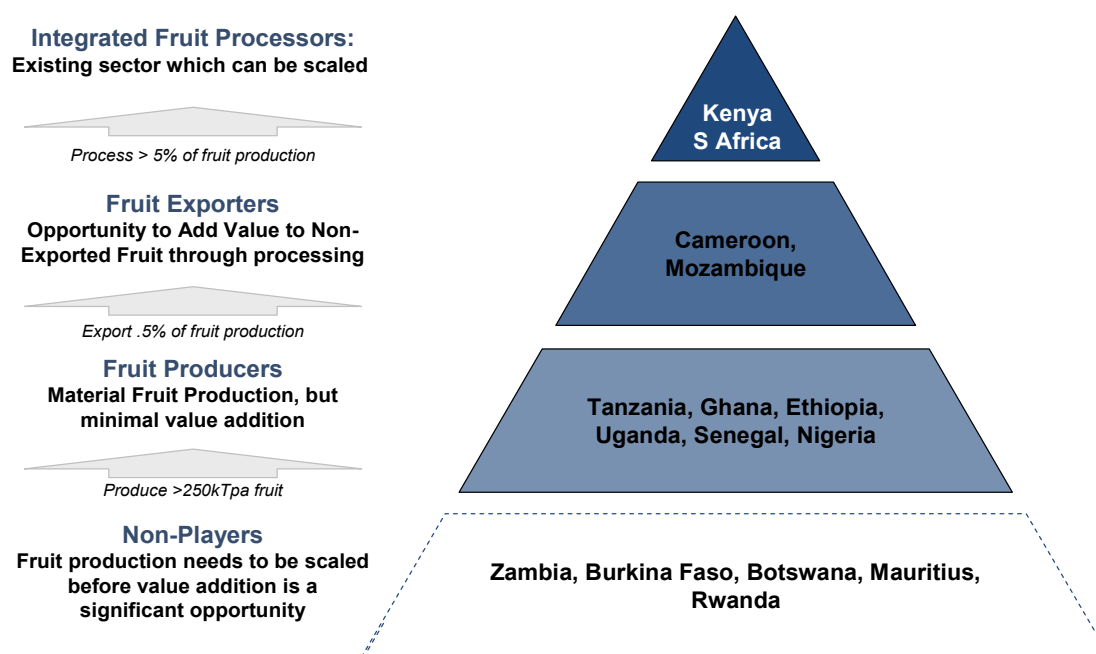 Integrated Fruit Processors:
Existing sector which can be scaled
Process > 5% of fruit production
Fruit Exporters
Opportunity to Add Value to Non-
Exported Fruit through processing
Export .5% of fruit production
Fruit Producers
Material Fruit Production, but
minimal value addition
Produce >250kTpa fruit
Non-Players
Fruit production needs to be scaled
before value addition is a
significant opportunity
Kenya
S Africa
Cameroon,
Mozambique
Tanzania, Ghana, Ethiopia,
Uganda, Senegal, Nigeria
Zambia, Burkina Faso, Botswana, Mauritius,
Rwanda